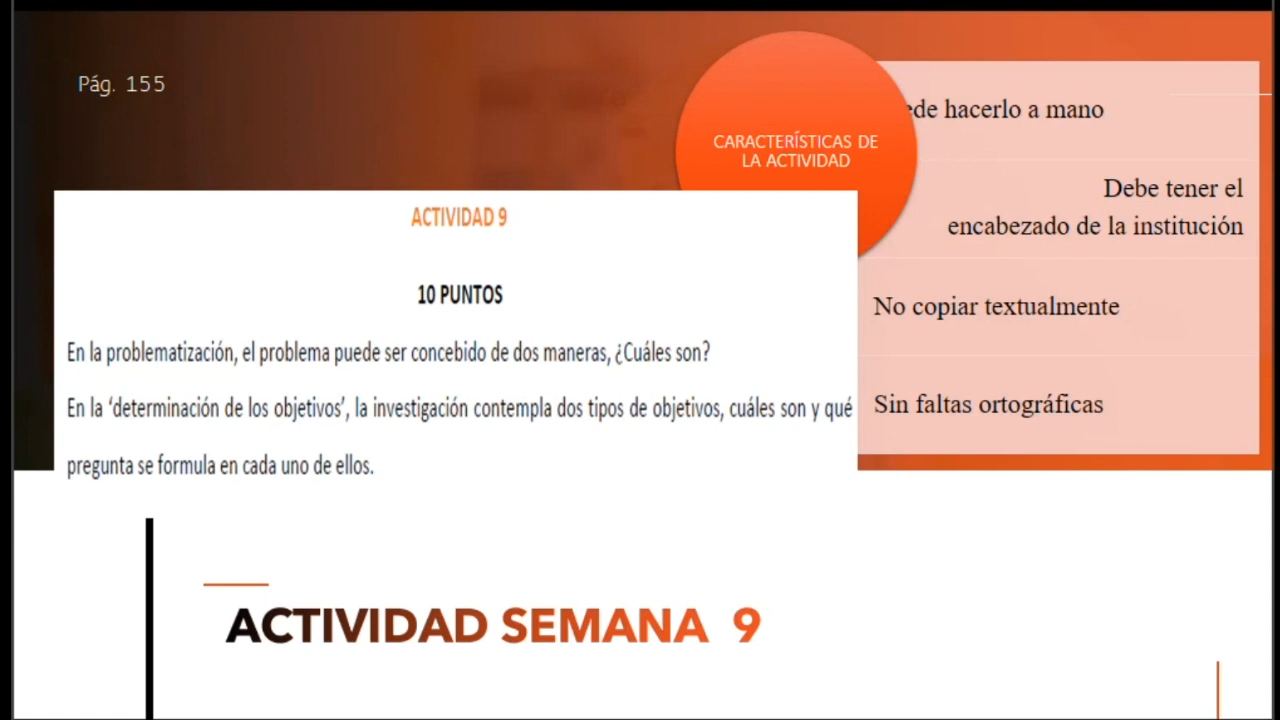 Pág. 155
CARACTERÍSTICAS DE
LA ACTIVIDAD
hacerlo a mano
Debe tener el
encabezado de la institución
No copiar textualmente
Sin faltas ortográficas
ACTIVIDAD 9
10 PUNTOS
En la problematización, el problema puede ser concebido de dos maneras, ¿Cuáles son?
En la ‘determinación de los objetivos’, la investigación contempla dos tipos de objetivos, cuáles son y qué
pregunta se formula en cada uno de ellos.
ACTIVIDAD SEMANA 9